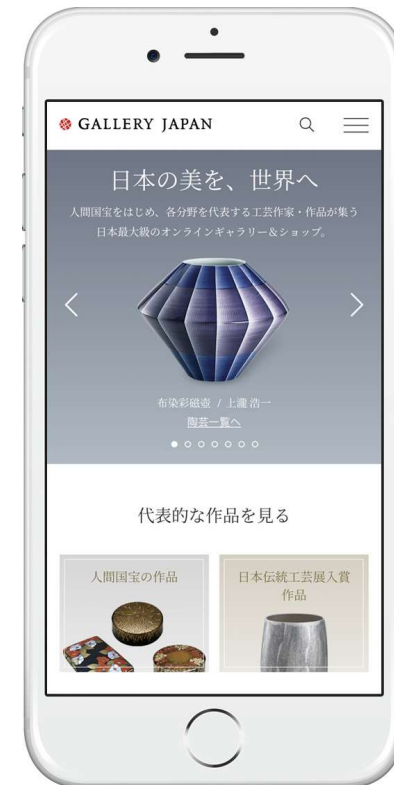 GALLERY JAPAN
日本の美を、世界へ
人間国宝をはじめ、各分野を代表する工芸作家・作品が集う
日本最大級のオンラインギャラリー＆ショップ。
布染彩磁壺 / 上瀧 浩一
陶芸一覧へ
代表的な作品を見る
人間国宝の作品
日本伝統工芸展入賞
作品